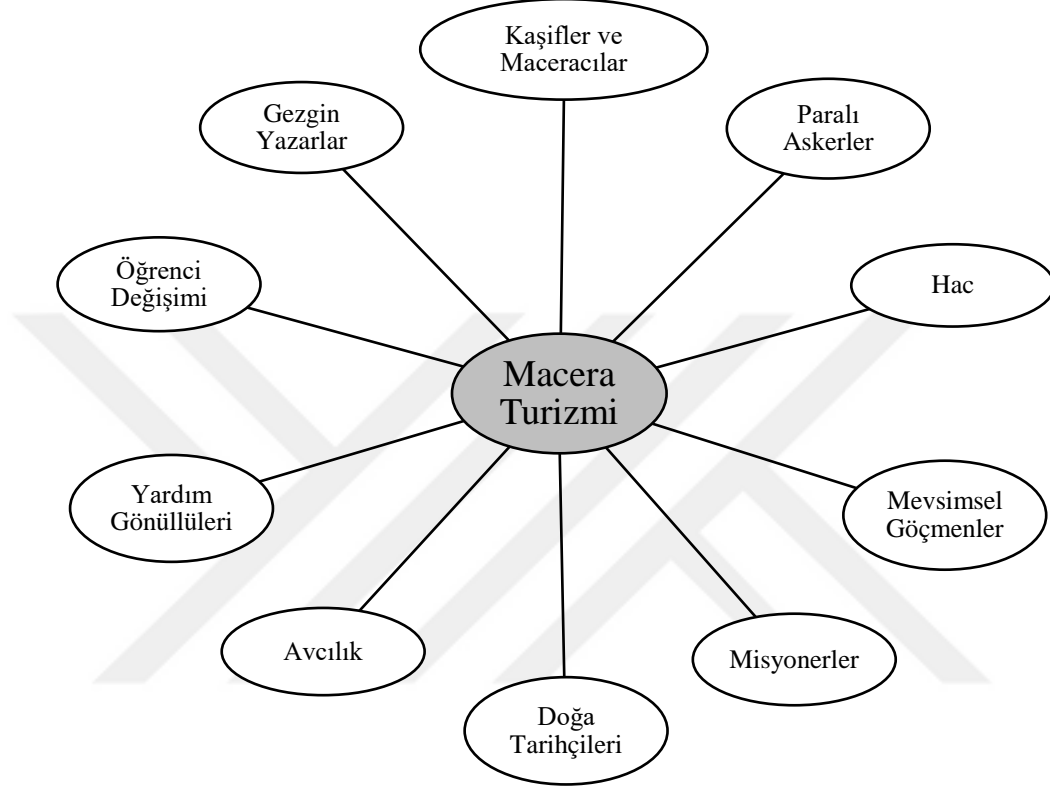 Kaşifler ve
Maceracılar
Gezgin
Yazarlar
Paralı
Askerler
Öğrenci
Değişimi
Hac
Macera
Turizmi
Yardım
Gönüllüleri
Mevsimsel
Göçmenler
Avcılık
Misyonerler
Doğa
Tarihçileri